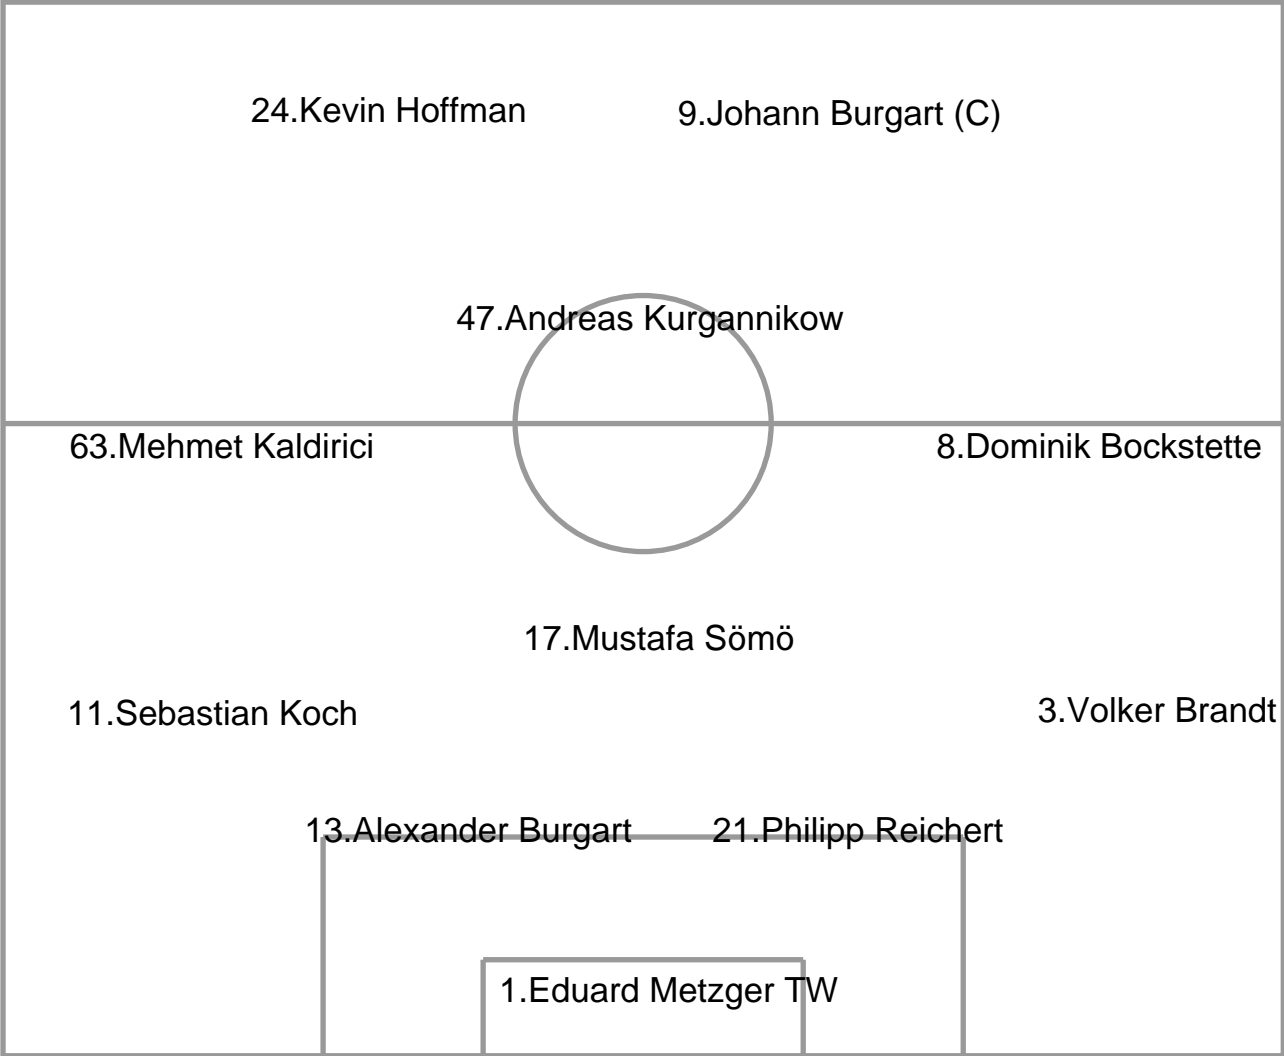 24.Kevin Hoffman
9.Johann Burgart (C)
47.Andreas Kurgannikow
63.Mehmet Kaldirici
8.Dominik Bockstette
17.Mustafa Sömö
11.Sebastian Koch
3.Volker Brandt
13.Alexander Burgart
21.Philipp Reichert
1.Eduard Metzger TW